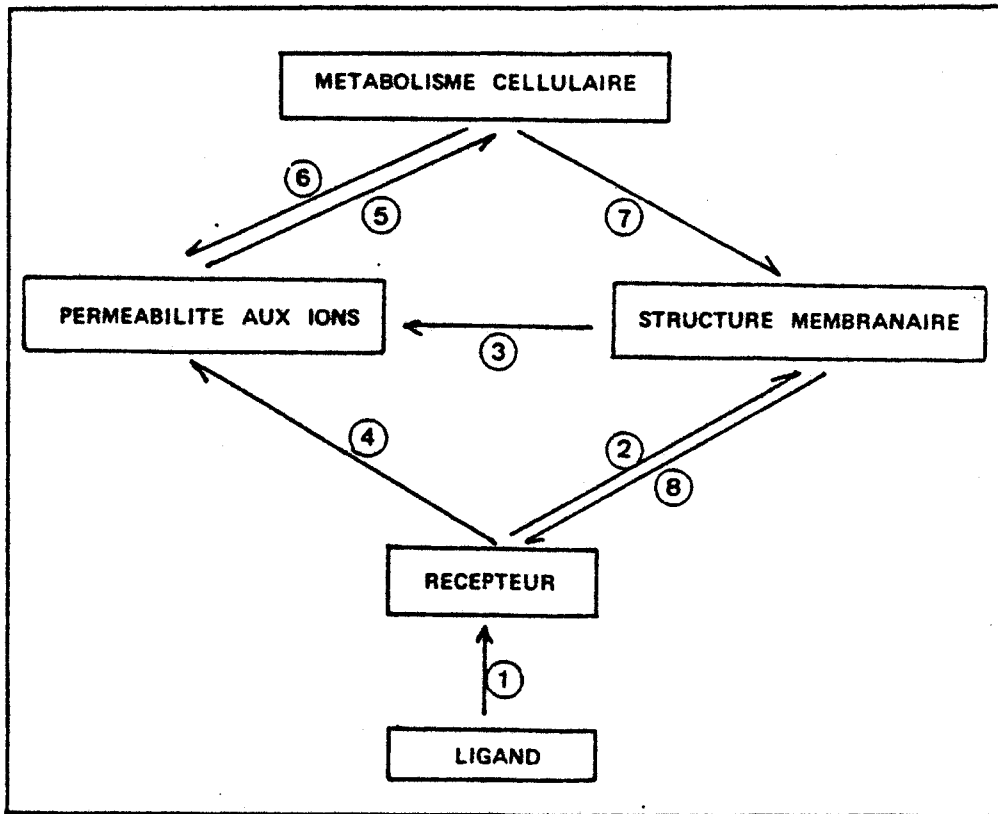 METABOLISME CELLULAIRE
6
5
7
PERMEABILITE AUX IONS
STRUCTURE MEMBRANAIRE
3
4
2
8
RECEPTEUR
1
LIGAND